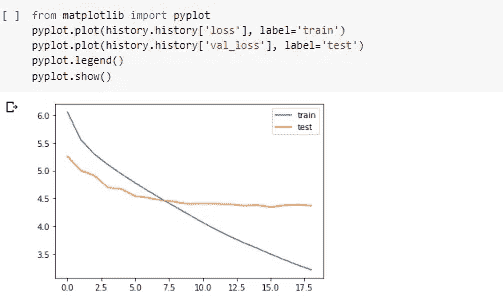 [ ] from matplotlib import pyplot
pyplot.plot(history.history['loss'], label='train')
pyplot.plot(history.history['val_loss'], label='test')
pyplot.legend()
pyplot.show()
train
test
6.0
5.5
5.0
4.5
4.0
3.5
0.0 2.5 5.0 7.5 10.0 12.5 15.0 17.5